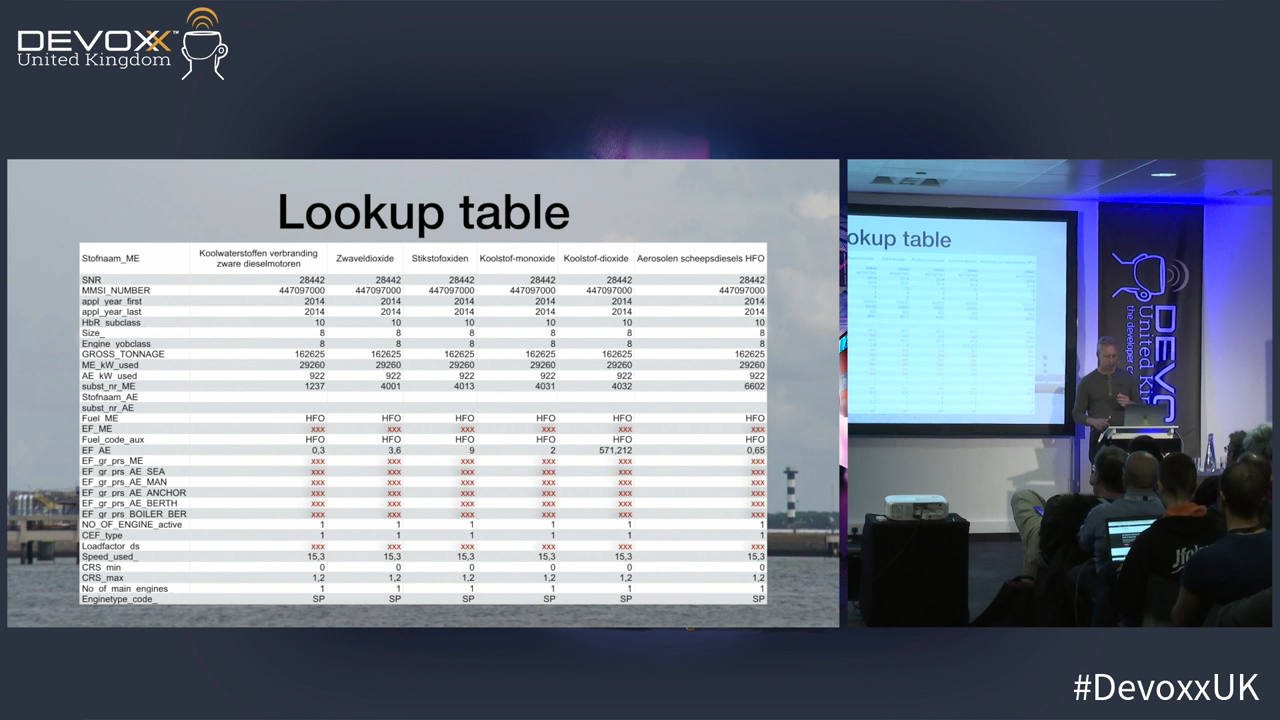 DEVOXX™
United Kingdom
Lookup table
Stofnaam_ME Koolwaterstoffen verbranding zware dieselmotoren Zwaveldioxide Stikstofoxiden Koolstof-monoxide Koolstof-dioxide Aerosolen scheepsdiesels HFO
SNR 28442 28442 28442 28442 28442 28442
MMSI_NUMBER 447097000 447097000 447097000 447097000 447097000 447097000
appl_year_first 2014 2014 2014 2014 2014 2014
appl_year_last 2014 2014 2014 2014 2014 2014
HbR_subclass 10 10 10 10 10 10
Size_ 8 8 8 8 8 8
Engine_yobclass 8 8 8 8 8 8
GROSS_TONNAGE 162625 162625 162625 162625 162625 162625
ME_kW_used 29260 29260 29260 29260 29260 29260
AE_kW_used 922 922 922 922 922 922
subst_nr_ME 1237 4001 4013 4031 4032 6602
Stofnaam_AE
subst_nr_AE
Fuel_ME HFO HFO HFO HFO HFO HFO
EF_ME xxx xxx xxx xxx xxx xxx
Fuel_code_aux HFO HFO HFO HFO HFO HFO
EF_AE 0,3 3,6 9 2 571,212 0,65
EF_gr_prs_ME xxx xxx xxx xxx xxx xxx
EF_gr_prs_AE_SEA xxx xxx xxx xxx xxx xxx
EF_gr_prs_AE_MAN xxx xxx xxx xxx xxx xxx
EF_gr_prs_AE_ANCHOR xxx xxx xxx xxx xxx xxx
EF_gr_prs_AE_BERTH xxx xxx xxx xxx xxx xxx
EF_gr_prs_BOILER_BER xxx xxx xxx xxx xxx xxx
NO_OF_ENGINE_active 1 1 1 1 1 1
CEF_type 1 1 1 1 1 1
Loadfactor_ds xxx xxx xxx xxx xxx xxx
Speed_used_ 15,3 15,3 15,3 15,3 15,3 15,3
CRS_min 0 0 0 0 0 0
CRS_max 1,2 1,2 1,2 1,2 1,2 1,2
No_of_main_engines 1 1 1 1 1 1
Enginetype_code_ SP SP SP SP SP SP
okup table
DEVO
United Kin
the developer c
#DevoxxUK